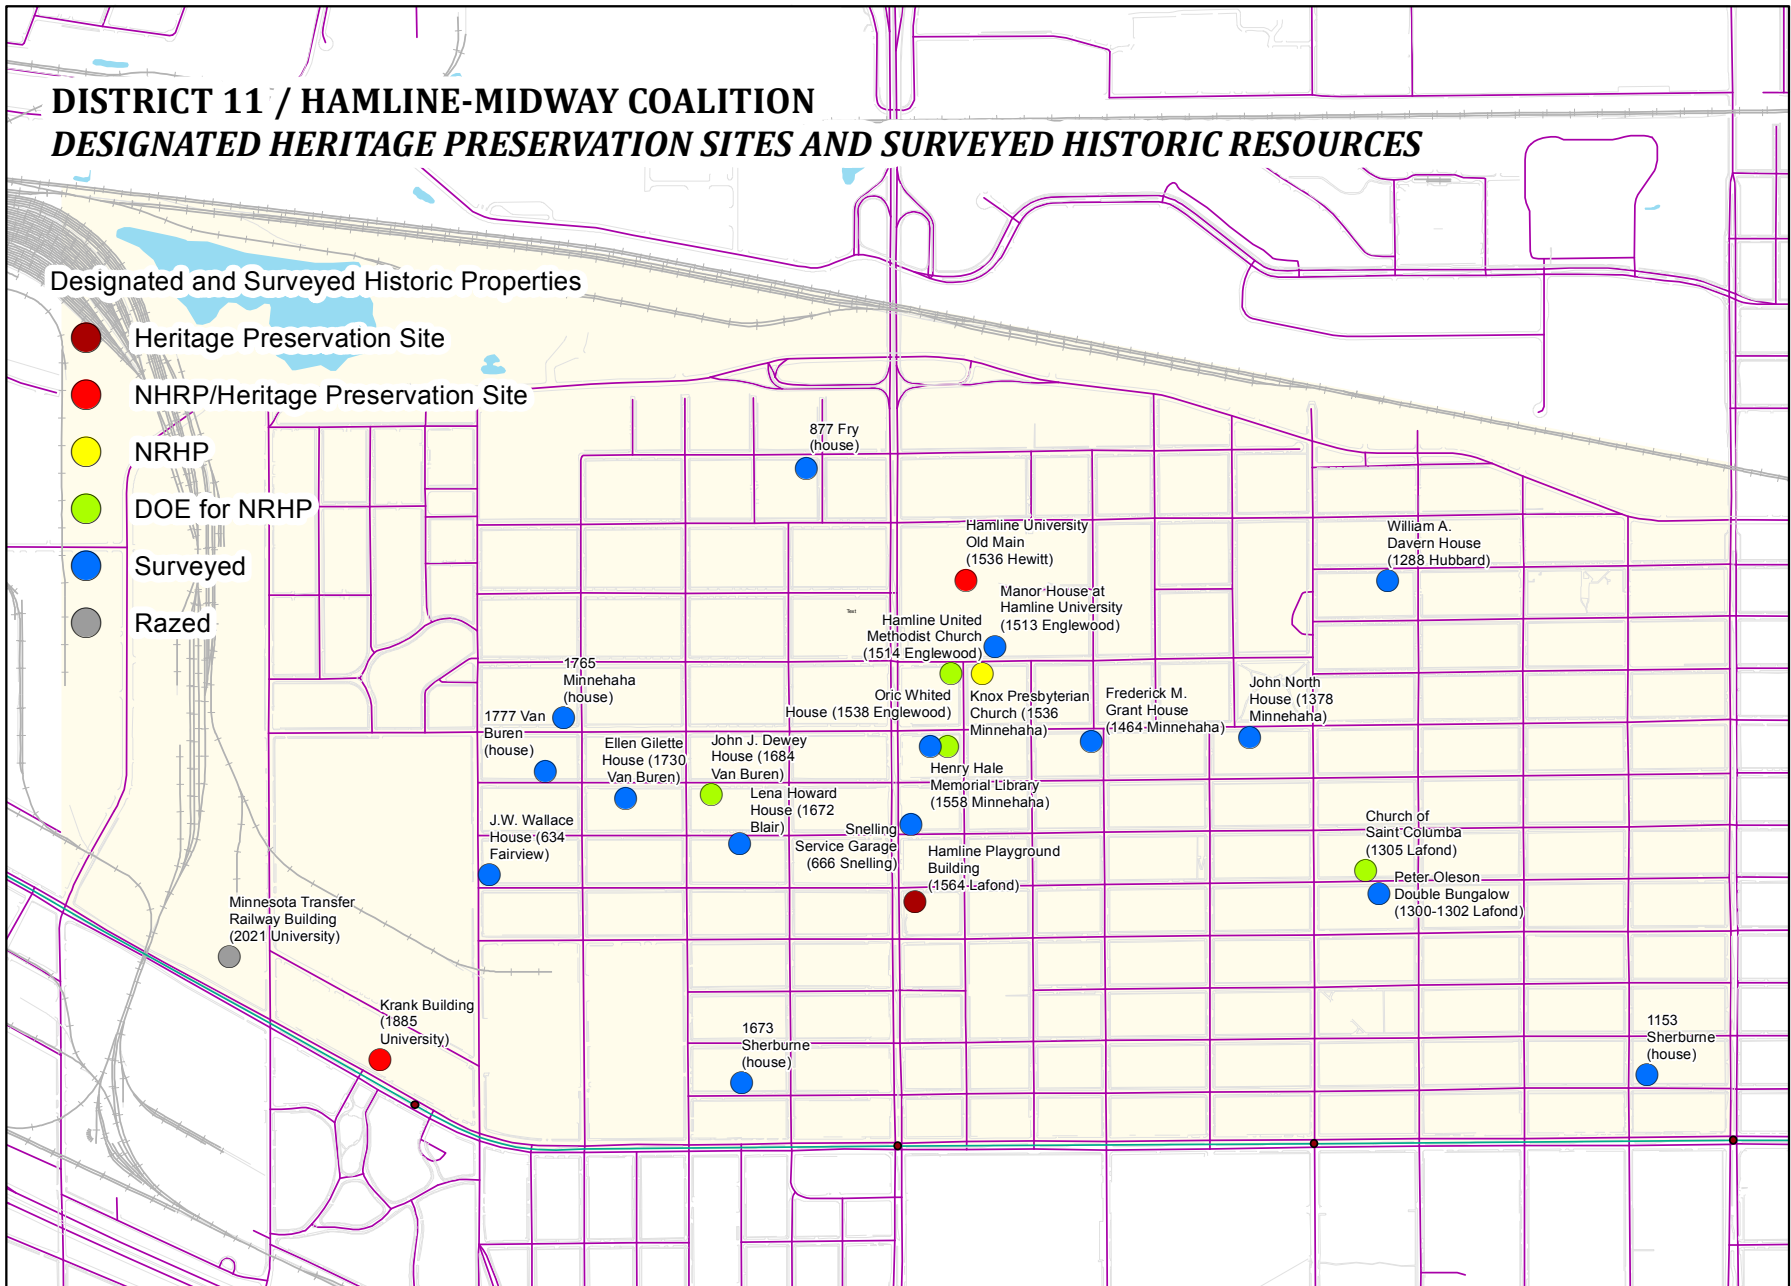 DISTRICT 11 / HAMLINE-MIDWAY COALITION
DESIGNATED HERITAGE PRESERVATION SITES AND SURVEYED HISTORIC RESOURCES
Designated and Surveyed Historic Properties
Heritage Preservation Site
NHRP/Heritage Preservation Site
NRHP
DOE for NRHP
Surveyed
Razed
877 Fry
(house)
Hamline University
Old Main
(1536 Hewitt)
William A.
Davern House
(1288 Hubbard)
Manor House at
Hamline University
(1513 Englewood)
Text
Hamline United
Methodist Church
(1514 Englewood)
1765
Minnehaha
(house)
Oric Whited
House (1538 Englewood)
Knox Presbyterian
Church (1536
Minnehaha)
Frederick M.
Grant House
(1464 Minnehaha)
John North
House (1378
Minnehaha)
1777 Van
Buren
(house)
Ellen Gilette
House (1730
Van Buren)
John J. Dewey
House (1684
Van Buren)
Henry Hale
Memorial Library
(1558 Minnehaha)
Lena Howard
House (1672
Blair)
J.W. Wallace
House (634
Fairview)
Snelling
Service Garage
(666 Snelling)
Hamline Playground
Building
(1564 Lafond)
Church of
Saint Columba
(1305 Lafond)
Peter Oleson
Double Bungalow
(1300-1302 Lafond)
Minnesota Transfer
Railway Building
(2021 University)
Krank Building
(1885
University)
1673
Sherburne
(house)
1153
Sherburne
(house)